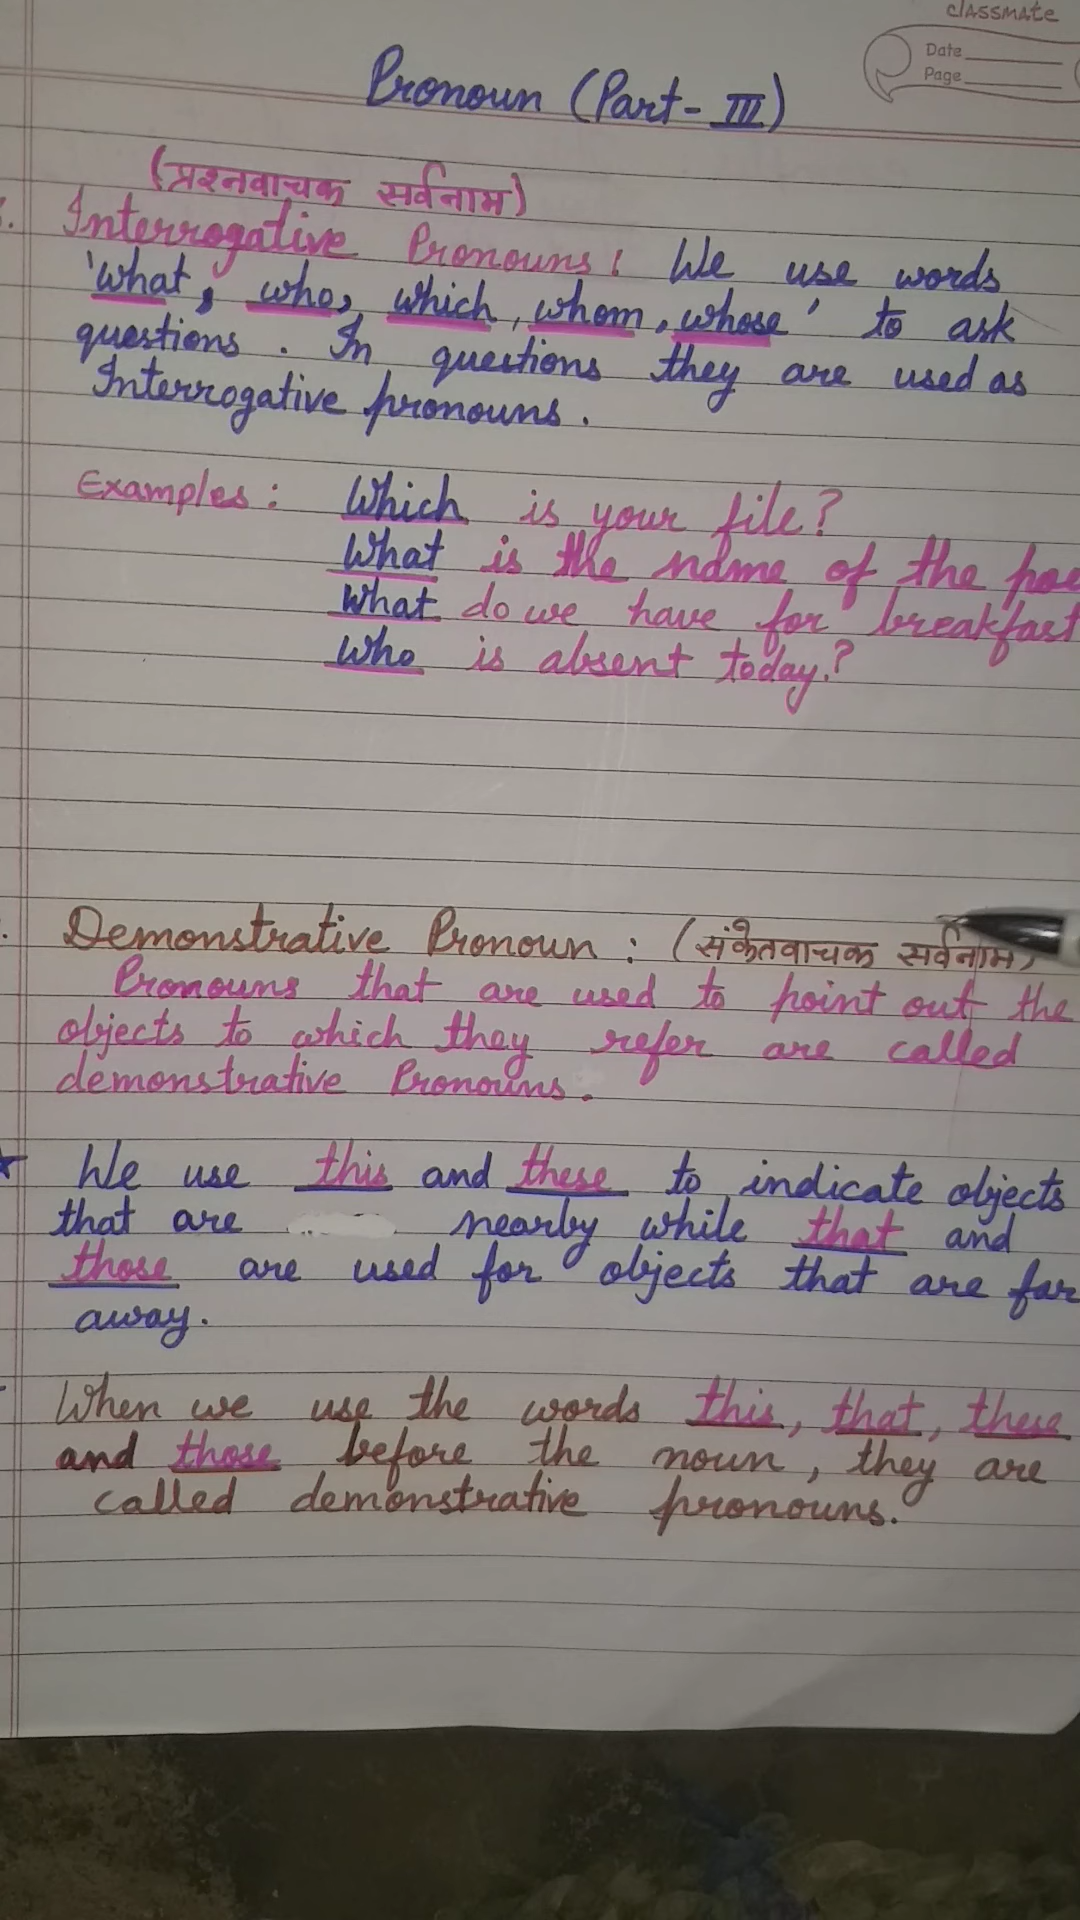 classmate
Date
Page
Pronoun (Part- III)
(प्रश्नवाचक सर्वनाम)
Interrogative Pronouns: We use words
'what, who, which, whom, whose' to ask
questions. In questions they are used as
Interrogative pronouns.
Examples: Which is your file?
What is the name of the
What do we have for breakfast
Who is absent today.?
Demonstrative Pronoun: (संकेतवाचक सर्वनाम)
Pronouns that are used to point out the
objects to which they refer are called
demonstrative Pronouns.
We use this and these to indicate objects
that are nearby while that and
those are used for objects that are far
away.
When we use the words this, that, these
and those before the noun, they are
called demonstrative pronouns.